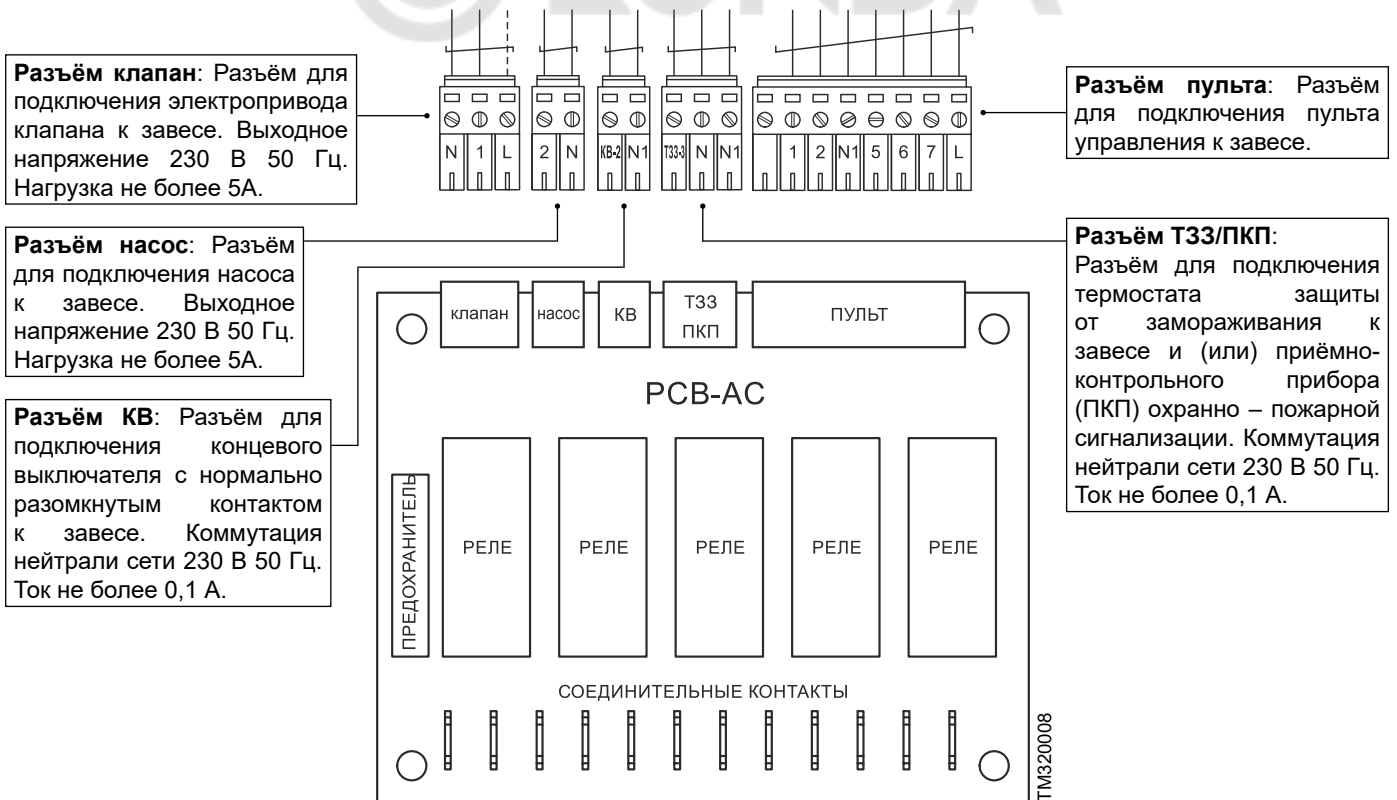 LUNDA
Разъём клапан: Разъём для
подключения электропривода
клапана к завесе. Выходное
напряжение 230 В 50 Гц.
Нагрузка не более 5А.
Разъём насос: Разъём
для подключения насоса
к завесе. Выходное
напряжение 230 В 50 Гц.
Нагрузка не более 5А.
Разъём КВ: Разъём для
подключения концевого
выключателя с нормально
разомкнутым контактом
к завесе. Коммутация
нейтрали сети 230 В 50 Гц.
Ток не более 0,1 А.
N 1 L
2 N
КВ-2 N1
ТЗЗ-3 N N1
1 2 N1 5 6 7 L
Разъём пульта: Разъём
для подключения пульта
управления к завесе.
Разъём ТЗЗ/ПКП:
Разъём для подключения
термостата защиты
от замораживания к
завесе и (или) приёмно-
контрольного прибора
(ПКП) охранно – пожарной
сигнализации. Коммутация
нейтрали сети 230 В 50 Гц.
Ток не более 0,1 А.
клапан
насос
КВ
ТЗЗ
ПКП
ПУЛЬТ
PCB-AC
ПРЕДОХРАНИТЕЛЬ
РЕЛЕ
РЕЛЕ
РЕЛЕ
РЕЛЕ
РЕЛЕ
СОЕДИНИТЕЛЬНЫЕ КОНТАКТЫ
TM320008